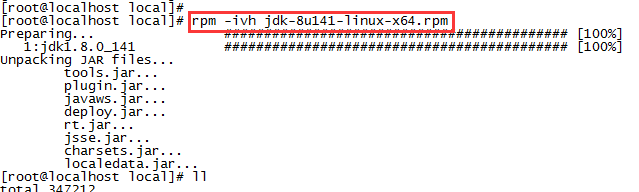 [root@localhost local]#
[root@localhost local]# rpm -ivh jdk-8u141-linux-x64.rpm
Preparing... ########################################### [100%]
1:jdk1.8.0_141 ########################################### [100%]
Unpacking JAR files...
tools.jar...
plugin.jar...
javaws.jar...
deploy.jar...
rt.jar...
jsse.jar...
charsets.jar...
localedata.jar...
[root@localhost local]# ll
total 347212